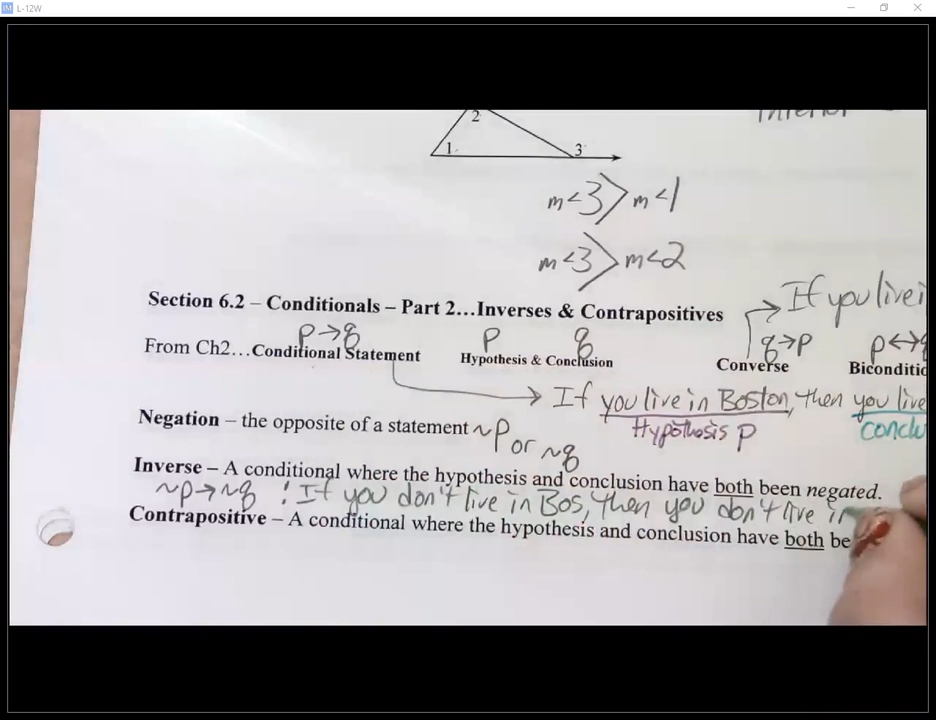 L-12W
Interior
2
1
3
m<3 > m<1
m<3 > m<2
Section 6.2 – Conditionals – Part 2…Inverses & Contrapositives
If you live i
p→q p q q→p p↔q
From Ch2…Conditional Statement Hypothesis & Conclusion Converse Biconditio
If you live in Boston, then you live
Hypothesis p conclu
Negation – the opposite of a statement ~p or ~q
Inverse – A conditional where the hypothesis and conclusion have both been negated.
~p→~q : If you don't live in Bos, then you don't live in
Contrapositive – A conditional where the hypothesis and conclusion have both be